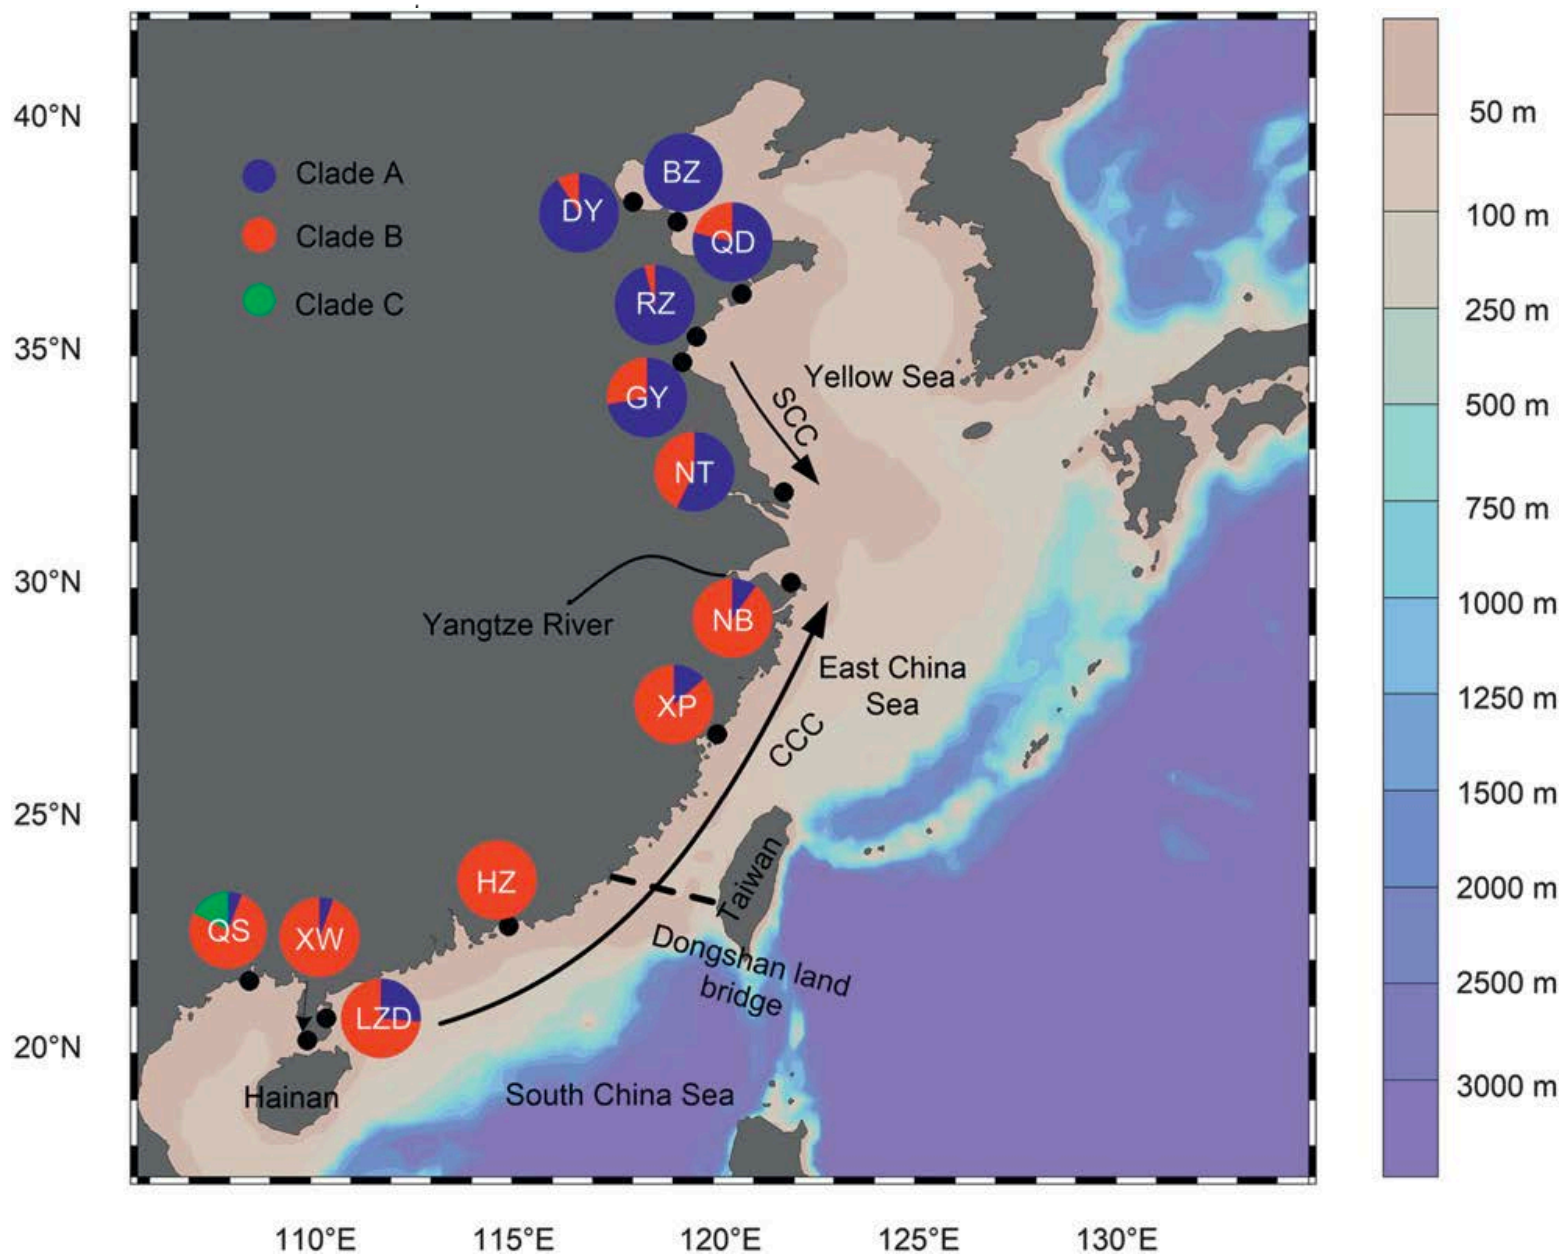 40°N
35°N
30°N
25°N
20°N
110°E
115°E
120°E
125°E
130°E
Clade A
Clade B
Clade C
BZ
DY
QD
RZ
GY
NT
NB
XP
HZ
QS
XW
LZD
Yellow Sea
SCC
Yangtze River
East China
Sea
CCC
Taiwan
Dongshan land
bridge
Hainan
South China Sea
50 m
100 m
250 m
500 m
750 m
1000 m
1250 m
1500 m
2000 m
2500 m
3000 m